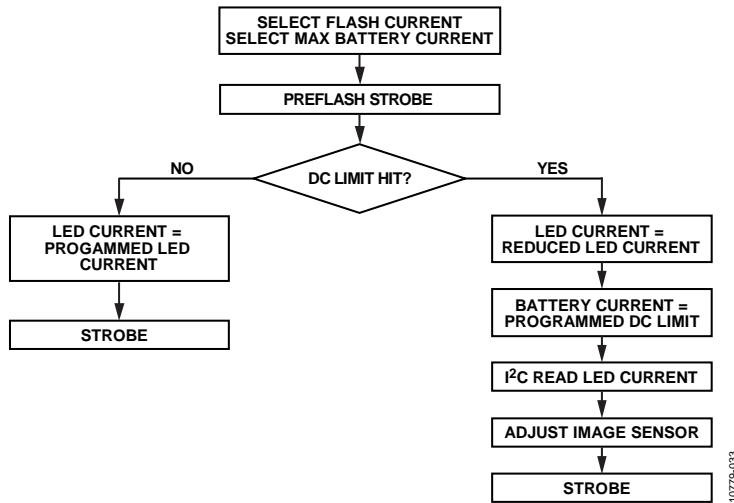 SELECT FLASH CURRENT
SELECT MAX BATTERY CURRENT
PREFLASH STROBE
DC LIMIT HIT?
NO
YES
LED CURRENT =
PROGAMMED LED
CURRENT
STROBE
LED CURRENT =
REDUCED LED CURRENT
BATTERY CURRENT =
PROGRAMMED DC LIMIT
I²C READ LED CURRENT
ADJUST IMAGE SENSOR
STROBE
10779-033